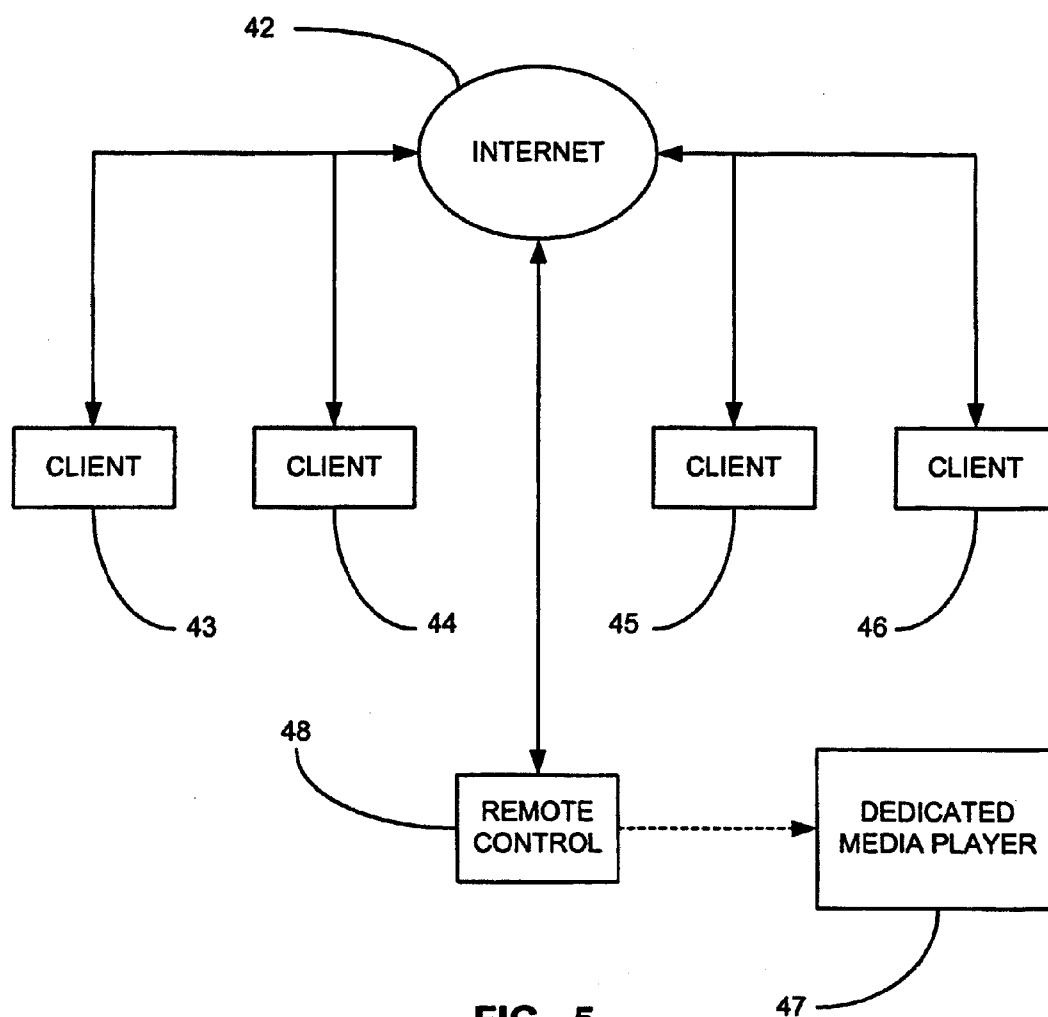 42
INTERNET
CLIENT
CLIENT
CLIENT
CLIENT
43
44
45
46
48
REMOTE
CONTROL
DEDICATED
MEDIA PLAYER
47
FIG. 5